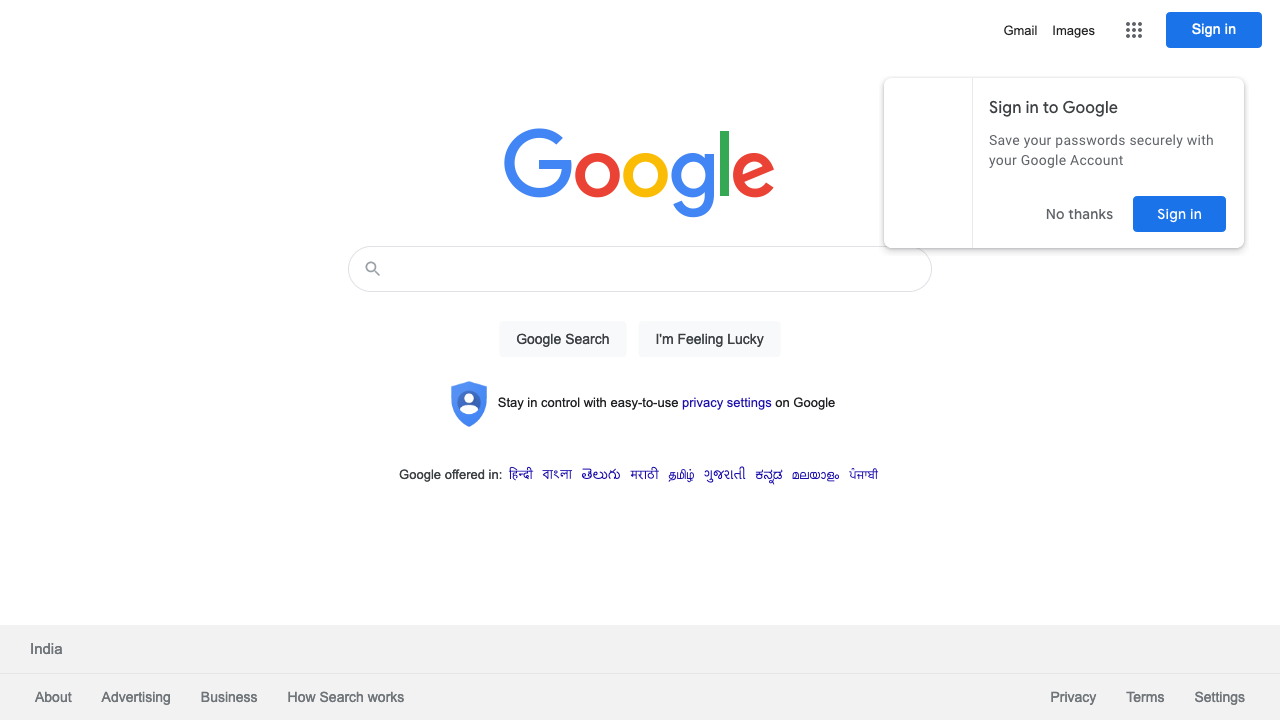 Gmail Images Sign in
Sign in to Google
Save your passwords securely with
your Google Account
No thanks Sign in
Google
Google Search I'm Feeling Lucky
Stay in control with easy-to-use privacy settings on Google
Google offered in: हिन्दी বাংলা తెలుగు मराठी தமிழ் ગુજરાતી ಕನ್ನಡ മലയാളം ਪੰਜਾਬੀ
India
About Advertising Business How Search works Privacy Terms Settings